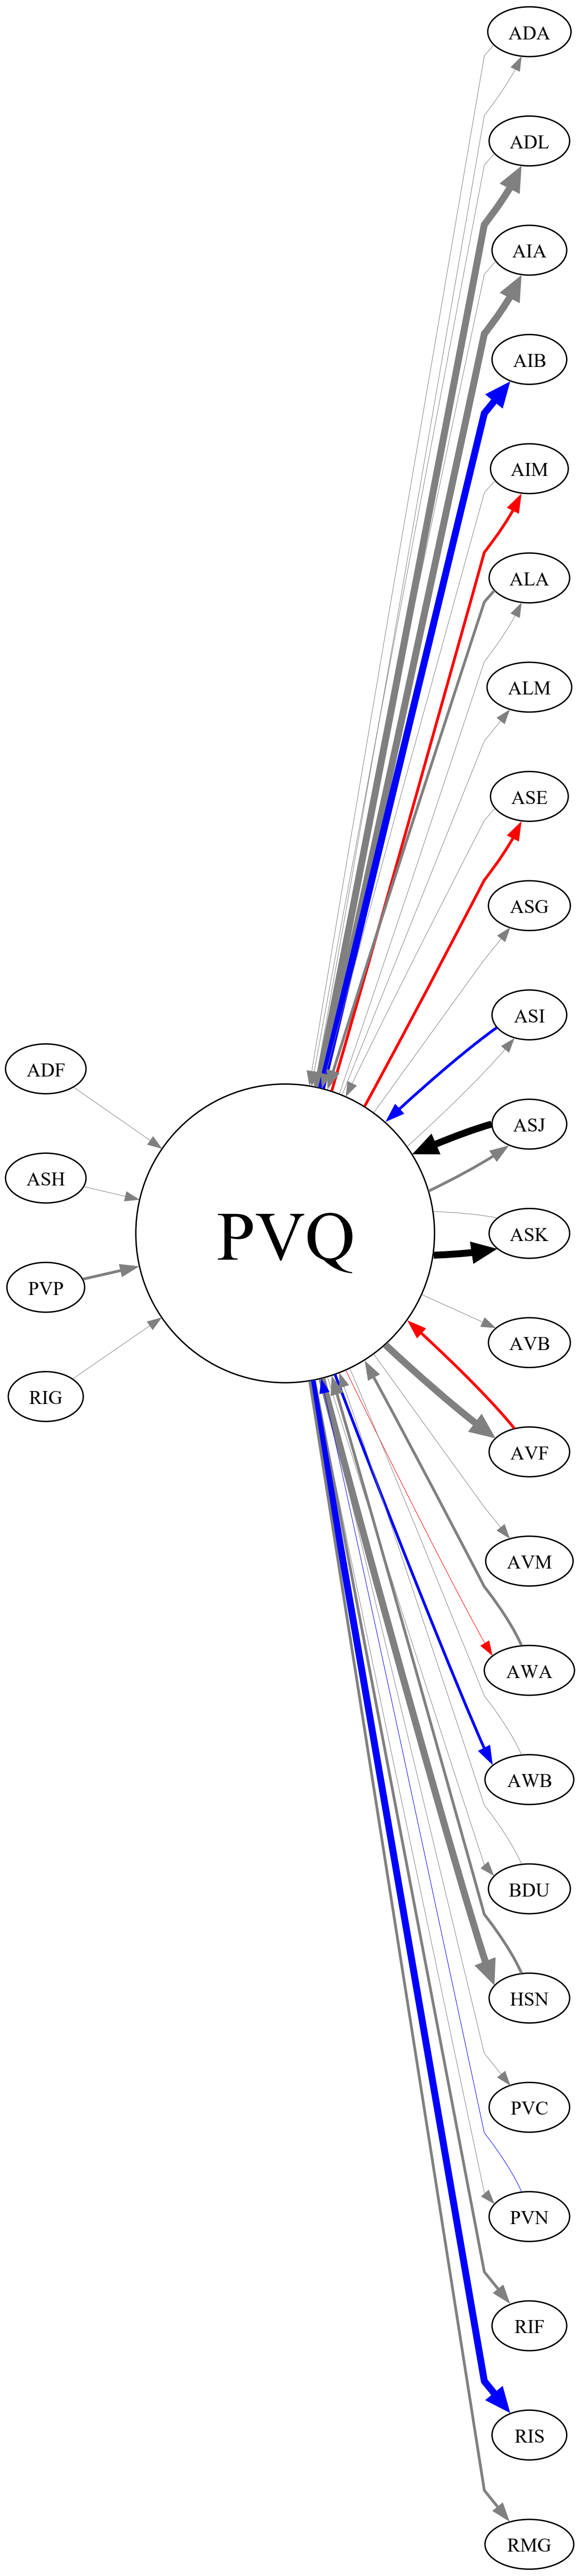 ADA
ADL
AIA
AIB
AIM
ALA
ALM
ASE
ASG
ASI
ADF
ASJ
ASH
PVQ
ASK
PVP
AVB
RIG
AVF
AVM
AWA
AWB
BDU
HSN
PVC
PVN
RIF
RIS
RMG